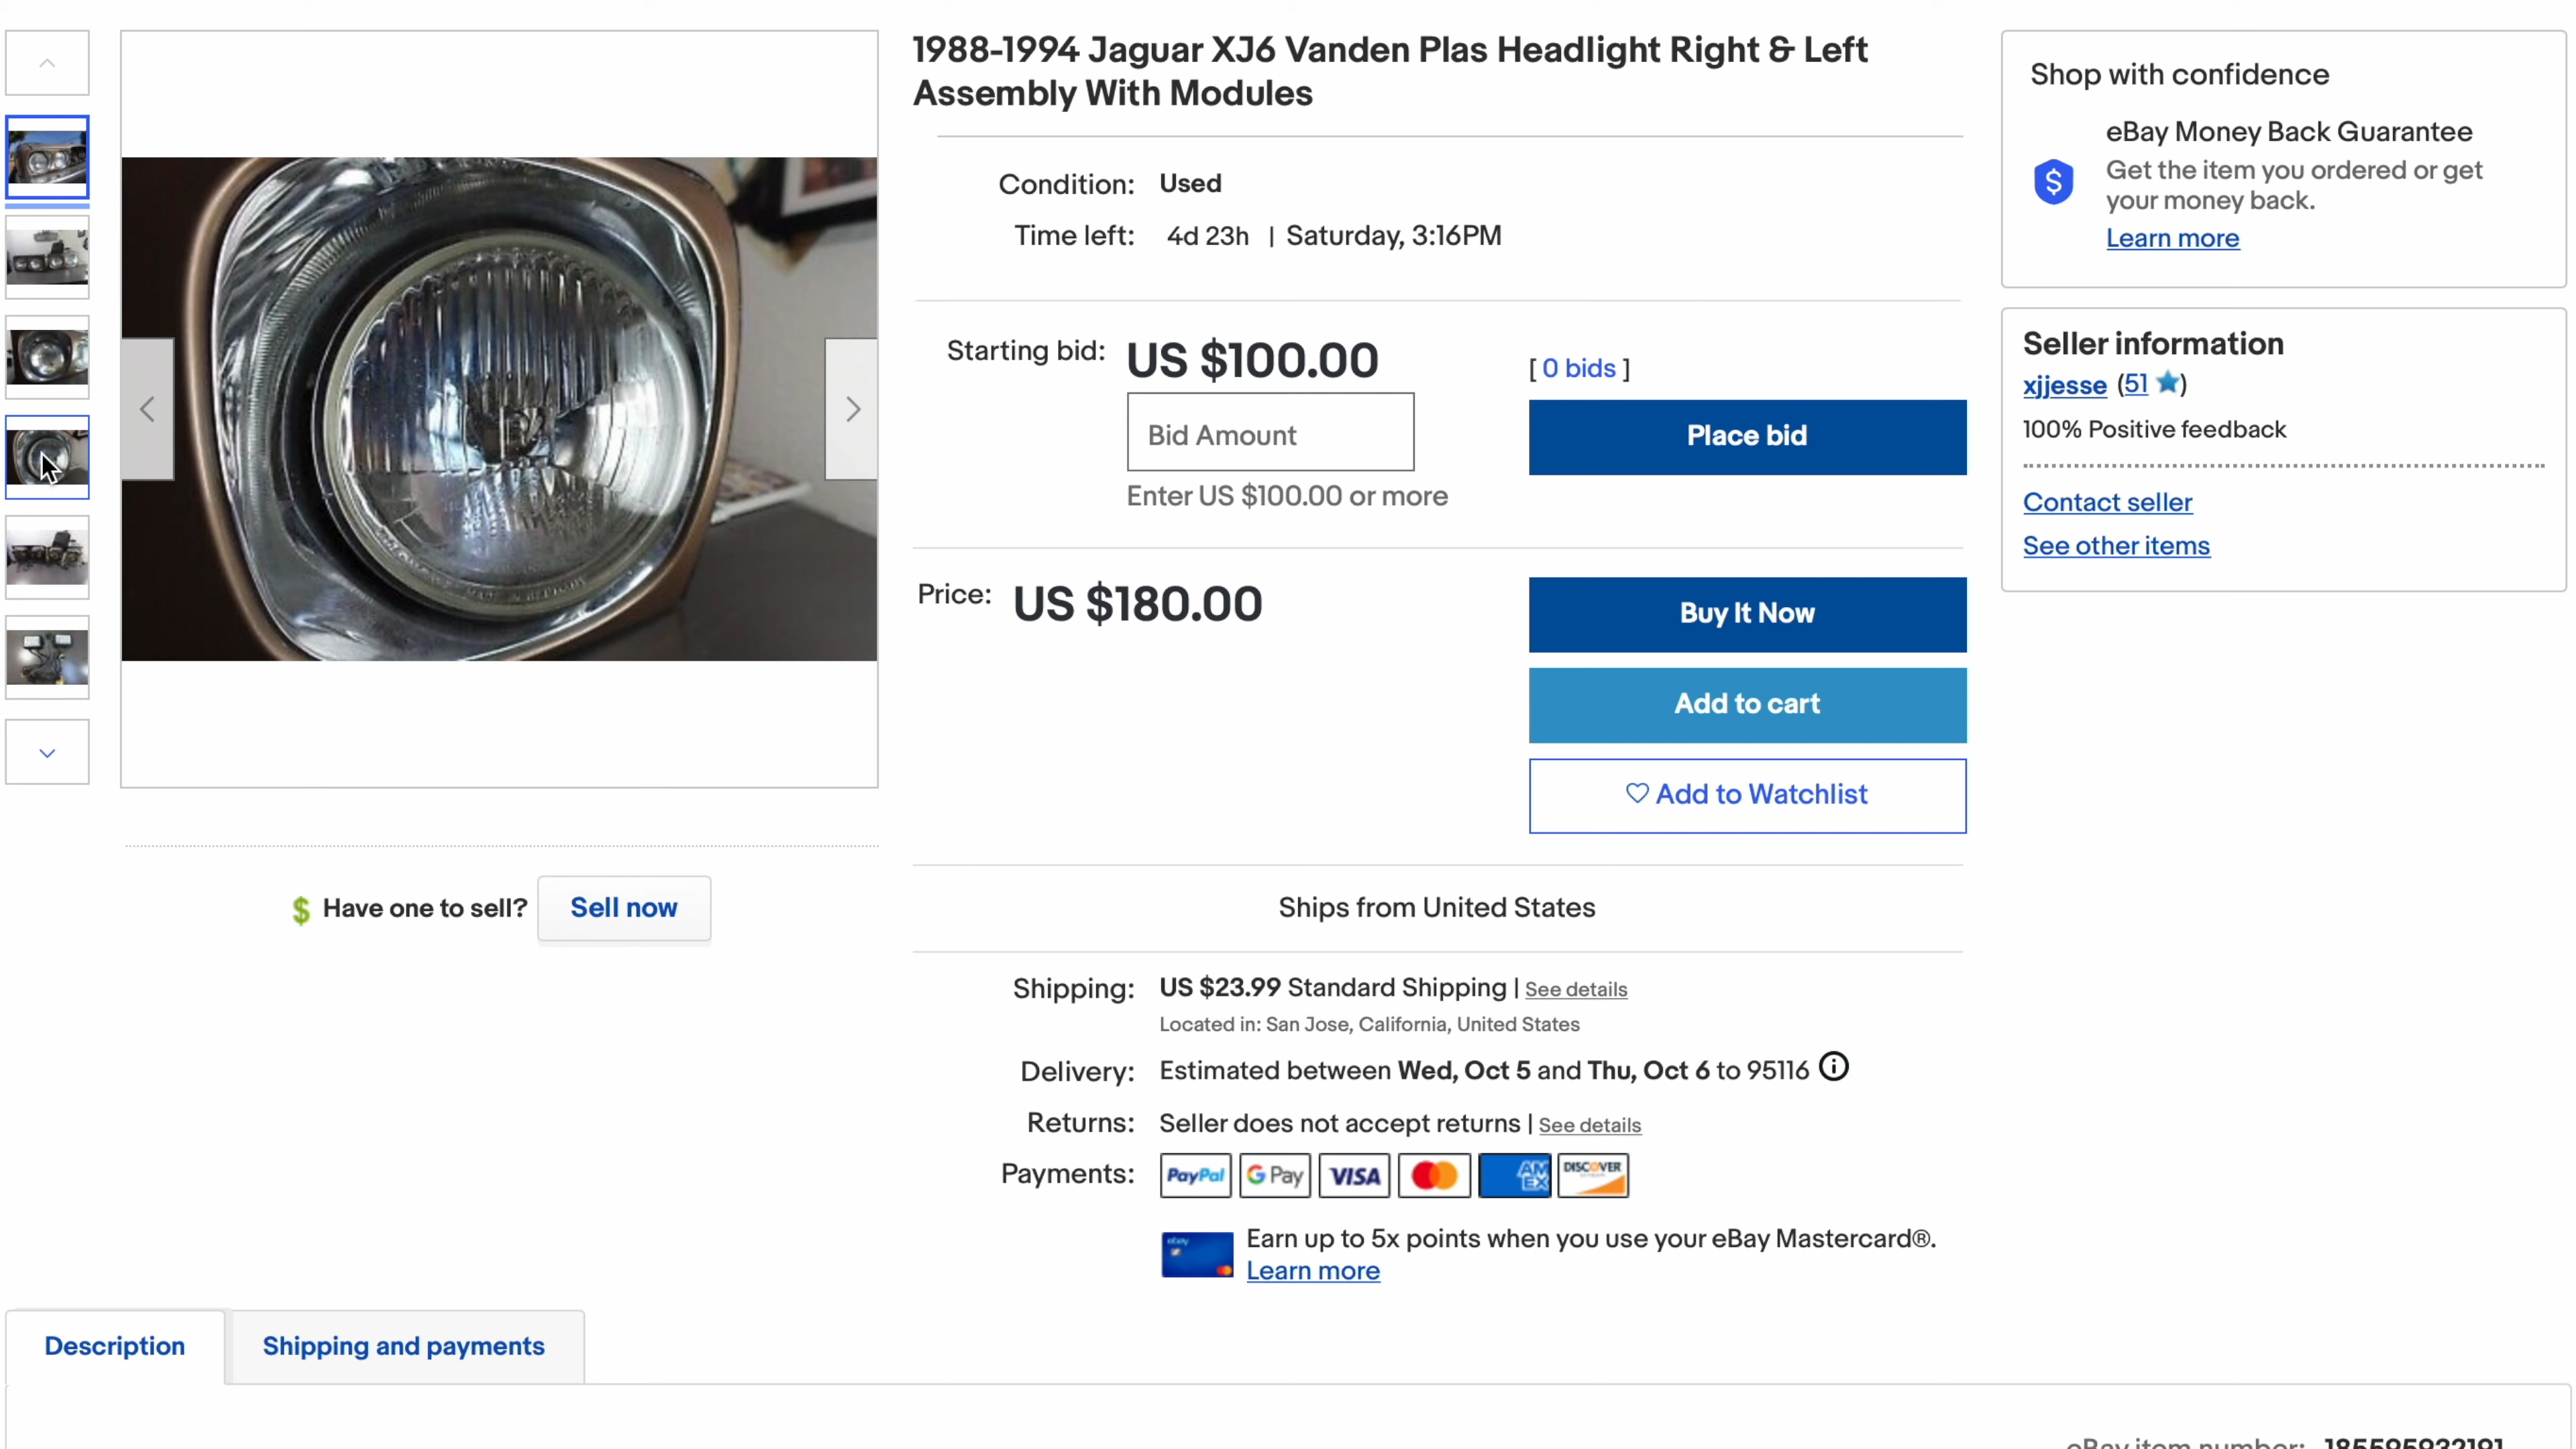 1988-1994 Jaguar XJ6 Vanden Plas Headlight Right & Left
Assembly With Modules
Condition: Used
Time left: 4d 23h | Saturday, 3:16PM
Starting bid: US $100.00
[ 0 bids ]
Bid Amount
Place bid
Enter US $100.00 or more
Price: US $180.00
Buy It Now
Add to cart
Add to Watchlist
Ships from United States
Shipping: US $23.99 Standard Shipping | See details
Located in: San Jose, California, United States
Delivery: Estimated between Wed, Oct 5 and Thu, Oct 6 to 95116
Returns: Seller does not accept returns | See details
Payments: PayPal G Pay VISA AM EX DISCOVER
ebay
Earn up to 5x points when you use your eBay Mastercard®.
Learn more
Shop with confidence
eBay Money Back Guarantee
Get the item you ordered or get
your money back.
Learn more
Seller information
xjjesse (51)
100% Positive feedback
Contact seller
See other items
$ Have one to sell? Sell now
Description
Shipping and payments
eBay item number: 185595932191